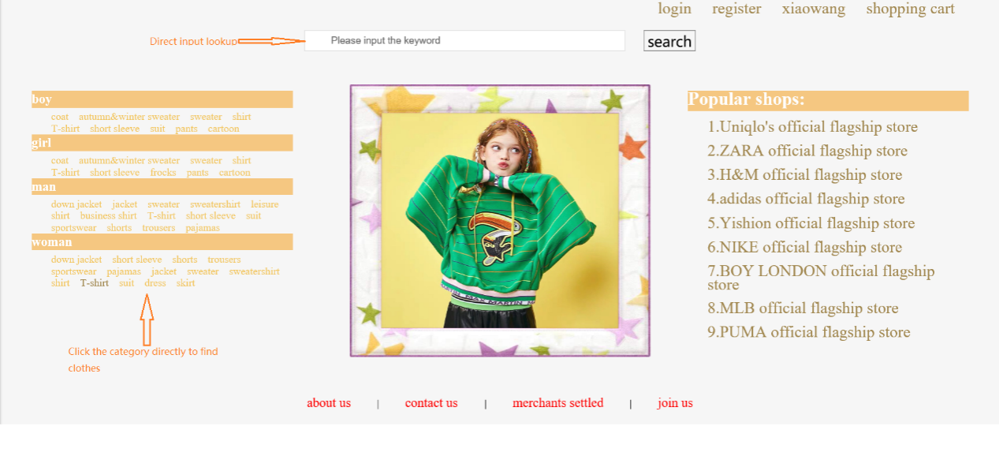 login register xiaowang shopping cart
Direct input lookup
Please input the keyword
search
boy
coat autumn&winter sweater sweater shirt
T-shirt short sleeve suit pants cartoon
girl
coat autumn&winter sweater sweater shirt
T-shirt short sleeve frocks pants cartoon
man
down jacket jacket sweater sweatershirt leisure
shirt business shirt T-shirt short sleeve suit
sportswear shorts trousers pajamas
woman
down jacket short sleeve shorts trousers
sportswear pajamas jacket sweater sweatershirt
shirt T-shirt suit dress skirt
Click the category directly to find
clothes
MAX MARTIN
Popular shops:
1.Uniqlo's official flagship store
2.ZARA official flagship store
3.H&M official flagship store
4.adidas official flagship store
5.Yishion official flagship store
6.NIKE official flagship store
7.BOY LONDON official flagship
store
8.MLB official flagship store
9.PUMA official flagship store
about us | contact us | merchants settled | join us